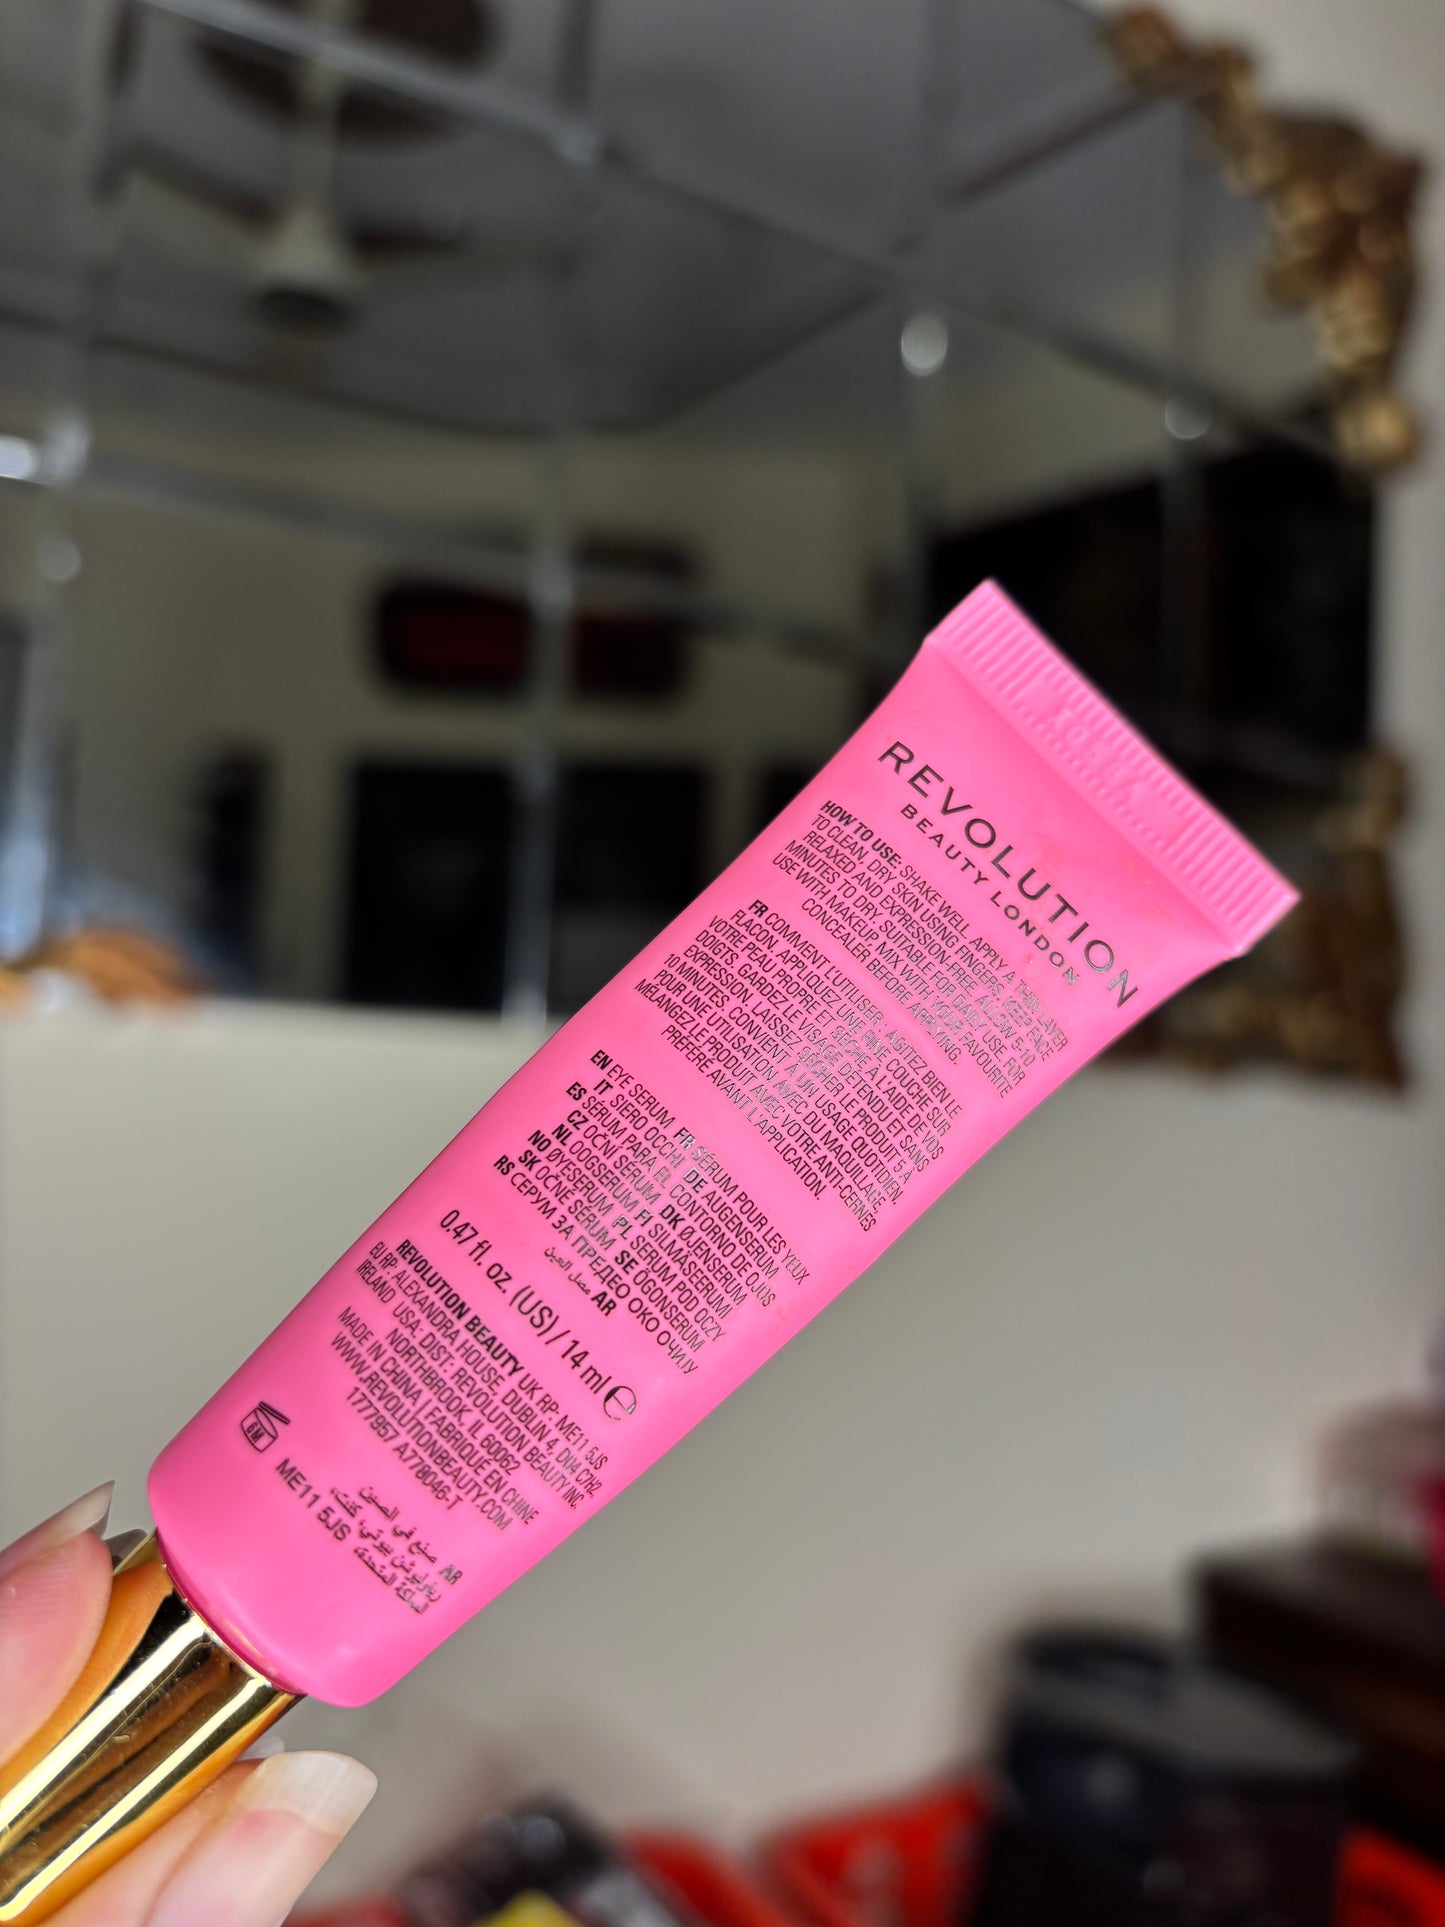 REVOLUTION
BEAUTY LONDON
HOW TO USE: SHAKE WELL. APPLY A THIN LAYER
TO CLEAN, DRY SKIN USING FINGERS. KEEP FACE
RELAXED AND EXPRESSION-FREE. ALLOW 5-10
MINUTES TO DRY. SUITABLE FOR DAILY USE. FOR
USE WITH MAKEUP, MIX WITH YOUR FAVOURITE
CONCEALER BEFORE APPLYING.
FR COMMENT L'UTILISER: AGITEZ BIEN LE
FLACON. APPLIQUEZ UNE FINE COUCHE SUR
VOTRE PEAU PROPRE ET SÈCHE À L'AIDE DE VOS
DOIGTS. GARDEZ LE VISAGE DÉTENDU ET SANS
EXPRESSION. LAISSEZ SÉCHER LE PRODUIT 5 À
10 MINUTES. CONVIENT À UN USAGE QUOTIDIEN.
POUR UNE UTILISATION AVEC DU MAQUILLAGE,
MÉLANGEZ LE PRODUIT AVEC VOTRE ANTI-CERNES
PRÉFÉRÉ AVANT L'APPLICATION.
EN EYE SERUM FR SÉRUM POUR LES YEUX
IT SIERO OCCHI DE AUGENSERUM
ES SÉRUM PARA EL CONTORNO DE OJOS
CZ OČNÍ SÉRUM DK ØJENSERUM
NL OOGSERUM FI SILMÄSEERUMI
NO ØYESERUM PL SERUM POD OCZY
SK OČNÉ SÉRUM SE ÖGONSERUM
RS СЕРУМ ЗА ПРЕДЕО ОКО ОЧИЈУ
AR مصل العين
0.47 fl. oz. (US) / 14 ml ℮
REVOLUTION BEAUTY UK RP: ME11 5JS
EU RP: ALEXANDRA HOUSE, DUBLIN 4, D04 C7H2,
IRELAND USA: DIST: REVOLUTION BEAUTY INC.
NORTHBROOK, IL 60062
MADE IN CHINA | FABRIQUÉ EN CHINE
WWW.REVOLUTIONBEAUTY.COM
1777957 A778046-T
6M
ME11 5JS
AR صنع في الصين
المملكة المتحدة،